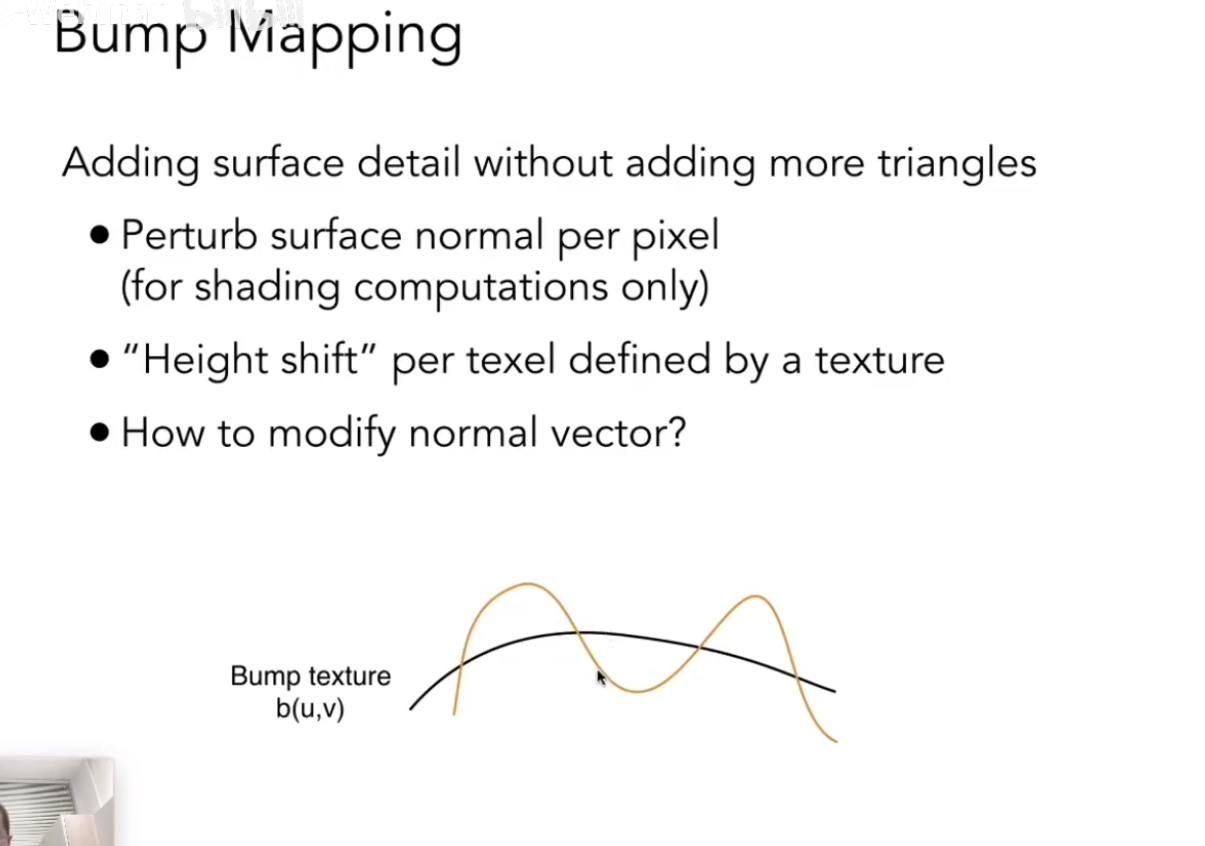 Bump Mapping
Adding surface detail without adding more triangles
● Perturb surface normal per pixel
(for shading computations only)
● “Height shift” per texel defined by a texture
● How to modify normal vector?
Bump texture
b(u,v)